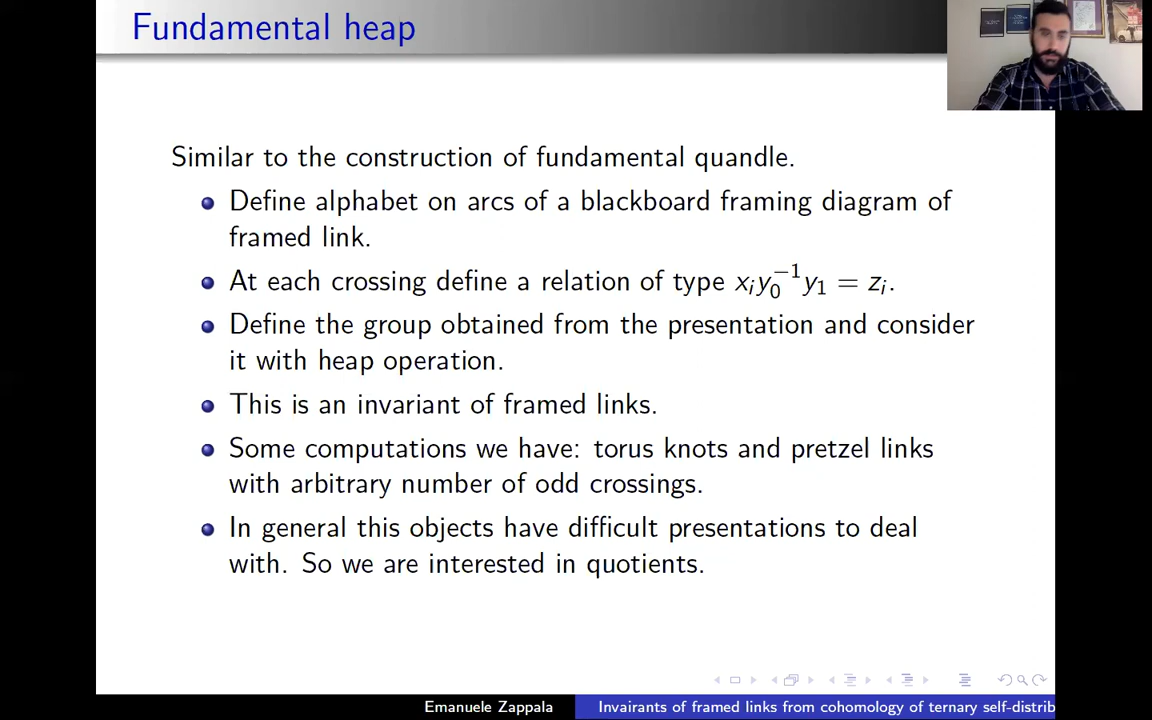 Fundamental heap
Similar to the construction of fundamental quandle.
Define alphabet on arcs of a blackboard framing diagram of
framed link.
At each crossing define a relation of type $x_i y_0^{-1} y_1 = z_i$.
Define the group obtained from the presentation and consider
it with heap operation.
This is an invariant of framed links.
Some computations we have: torus knots and pretzel links
with arbitrary number of odd crossings.
In general this objects have difficult presentations to deal
with. So we are interested in quotients.
Emanuele Zappala
Invairants of framed links from cohomology of ternary self-distrib